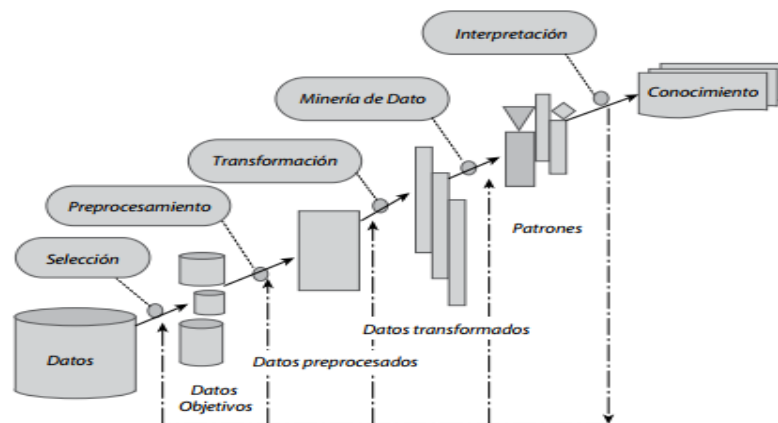 Interpretación
Conocimiento
Minería de Dato
Transformación
Preprocesamiento
Patrones
Selección
Datos transformados
Datos
Datos preprocesados
Datos
Objetivos